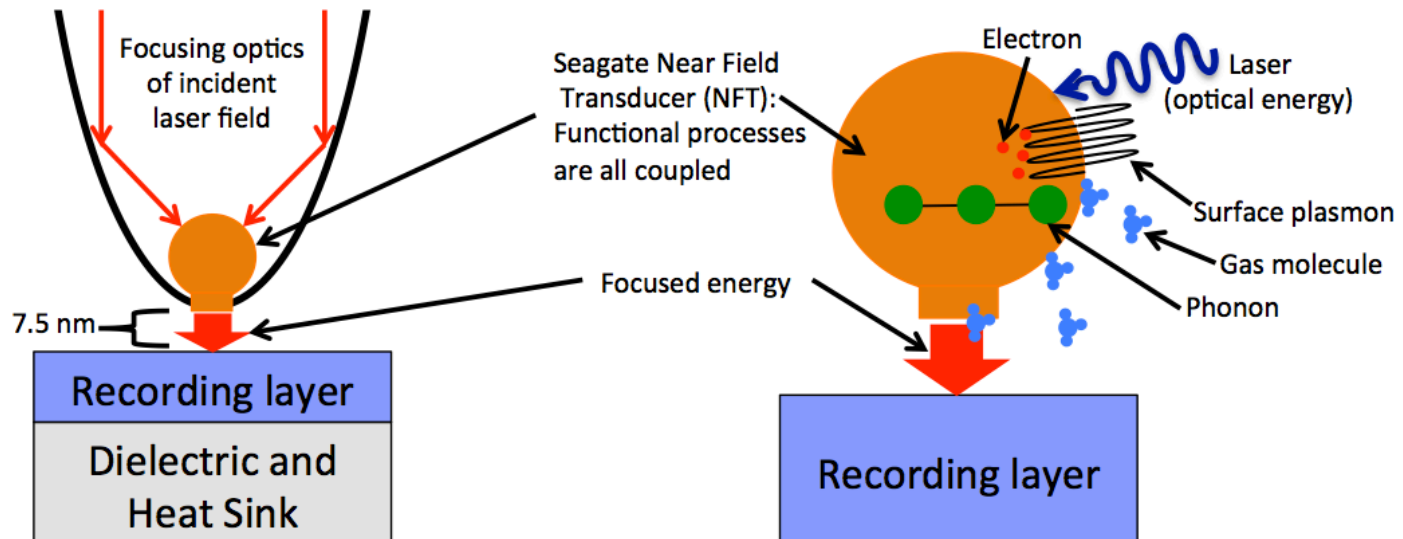 Focusing optics
of incident
laser field
7.5 nm
Recording layer
Dielectric and
Heat Sink
Seagate Near Field
Transducer (NFT):
Functional processes
are all coupled
Focused energy
Electron
Laser
(optical energy)
Surface plasmon
Gas molecule
Phonon
Recording layer